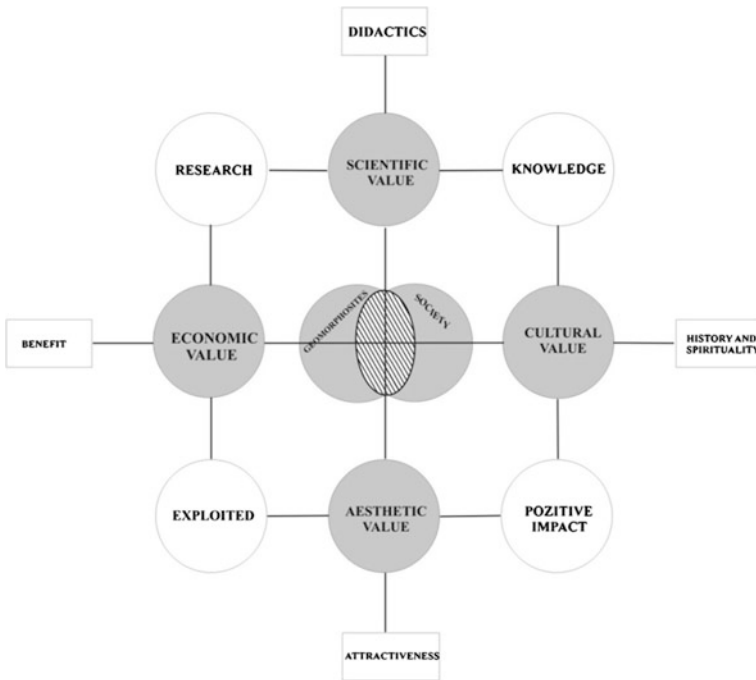 DIDACTICS
RESEARCH
SCIENTIFIC
VALUE
KNOWLEDGE
GEOMORPHOSITES
SOCIETY
BENEFIT
ECONOMIC
VALUE
CULTURAL
VALUE
HISTORY AND
SPIRITUALITY
EXPLOITED
AESTHETIC
VALUE
POZITIVE
IMPACT
ATTRACTIVENESS